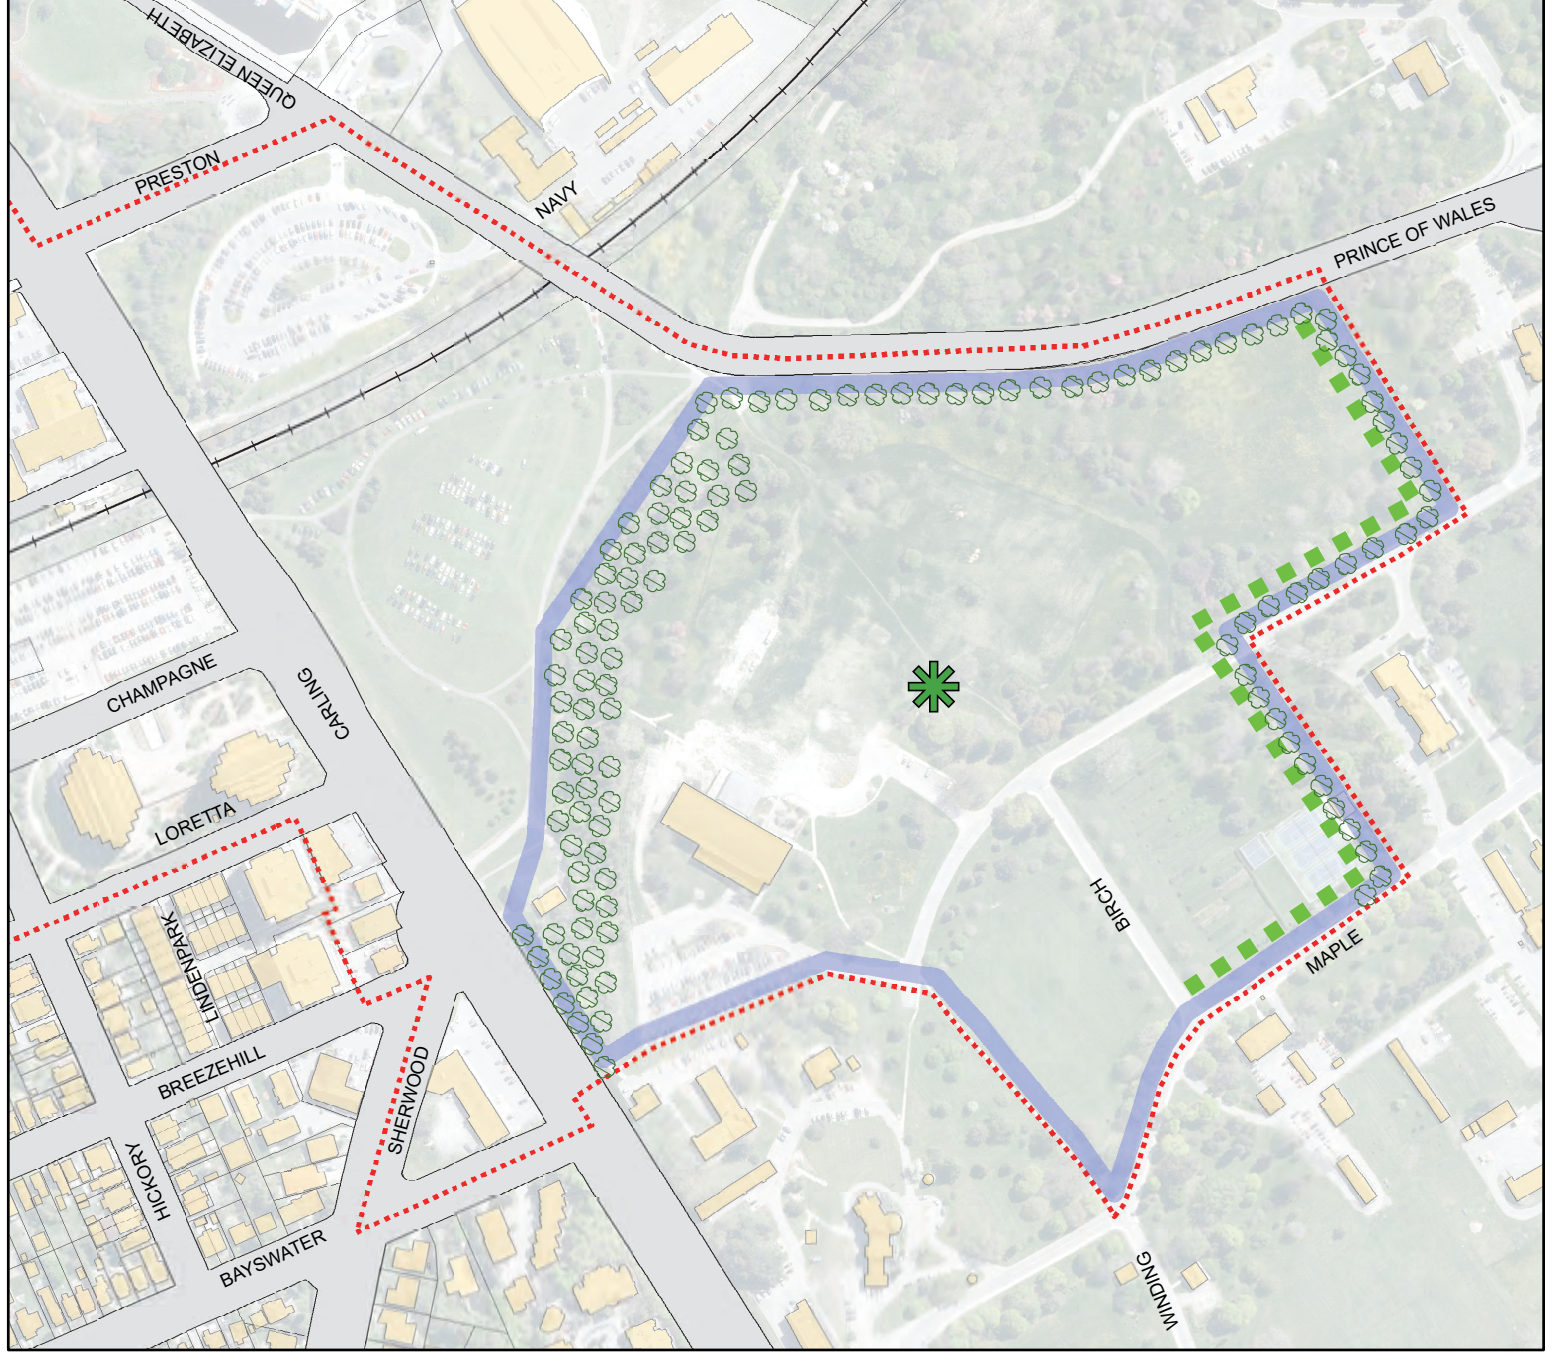 QUEEN ELIZABETH
PRESTON
NAVY
PRINCE OF WALES
CHAMPAGNE
CARLING
LORETTA
LINDENPARK
BIRCH
MAPLE
BREEZEHILL
SHERWOOD
HICKORY
BAYSWATER
WINDING